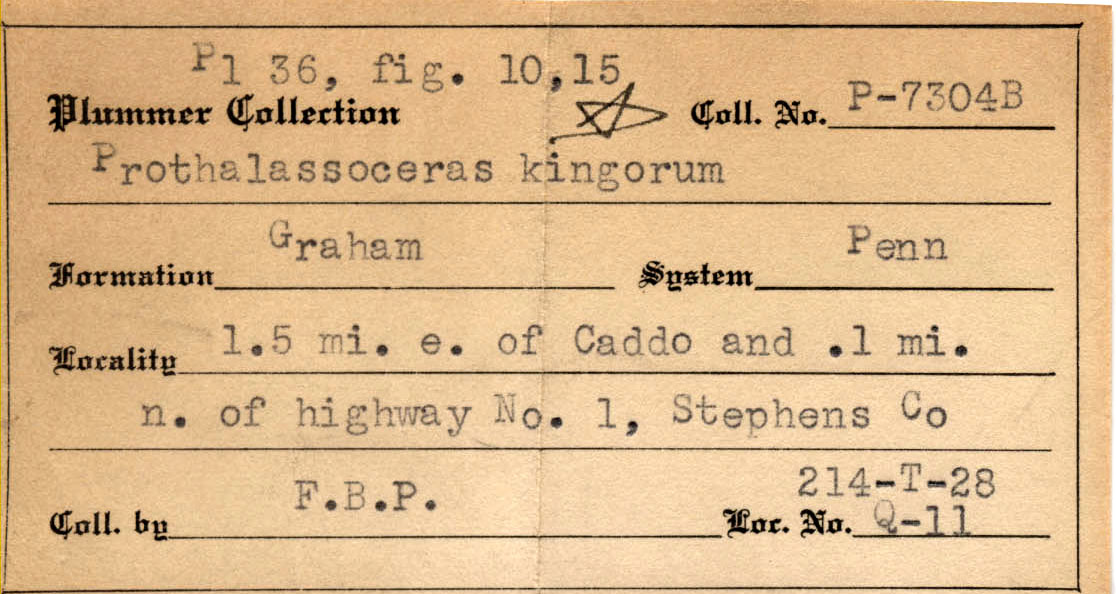 Pl 36, fig. 10,15
Plummer Collection Coll. No. P-7304B
Prothalassoceras kingorum
Formation Graham System Penn
Locality 1.5 mi. e. of Caddo and .1 mi.
n. of highway No. 1, Stephens Co
214-T-28
Coll. by F.B.P. Loc. No. Q-11